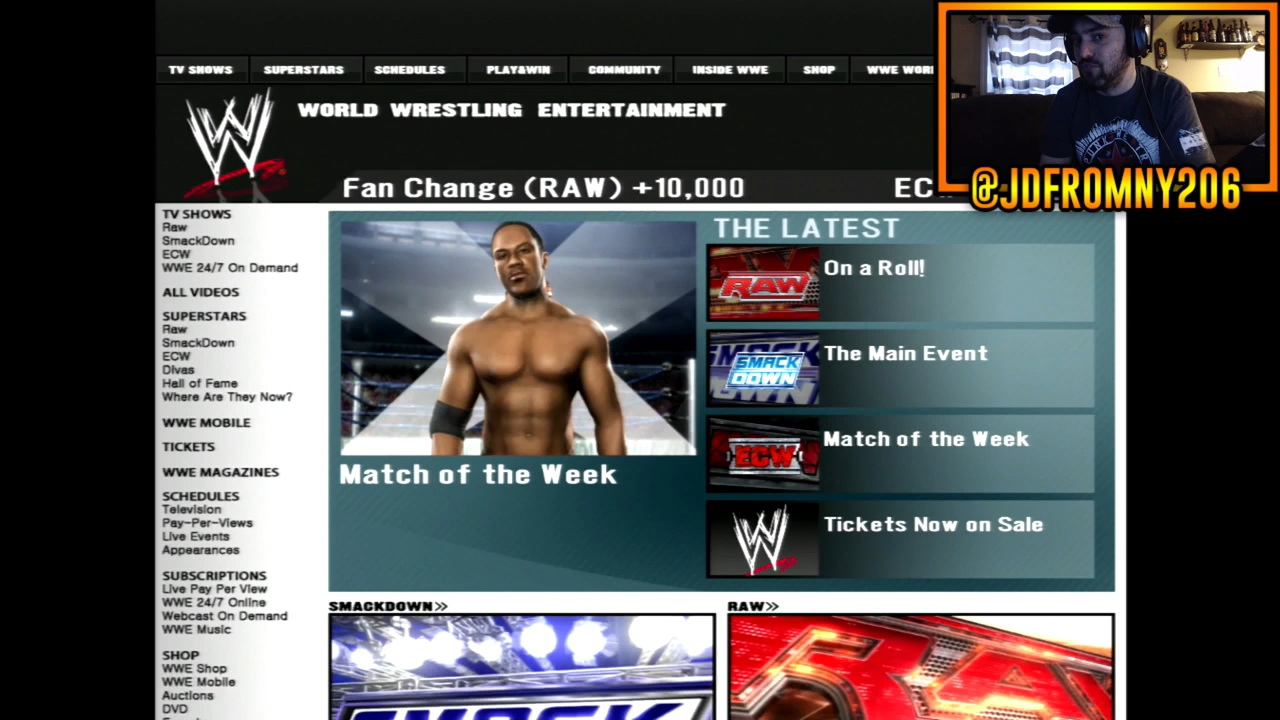 TV SHOWS SUPERSTARS SCHEDULES PLAY&WIN COMMUNITY INSIDE WWE SHOP WWE
WORLD WRESTLING ENTERTAINMENT
Fan Change (RAW) +10,000
@JDFROMNY206
TV SHOWS
Raw
SmackDown
ECW
WWE 24/7 On Demand
ALL VIDEOS
SUPERSTARS
Raw
SmackDown
ECW
Divas
Hall of Fame
Where Are They Now?
WWE MOBILE
TICKETS
WWE MAGAZINES
SCHEDULES
Television
Pay-Per-Views
Live Events
Appearances
SUBSCRIPTIONS
Live Pay Per View
WWE 24/7 Online
Webcast On Demand
WWE Music
SHOP
WWE Shop
WWE Mobile
Auctions
DVD
Match of the Week
THE LATEST
RAW
On a Roll!
SMACK DOWN
The Main Event
ECW
Match of the Week
Tickets Now on Sale
SMACKDOWN>>
RAW>>